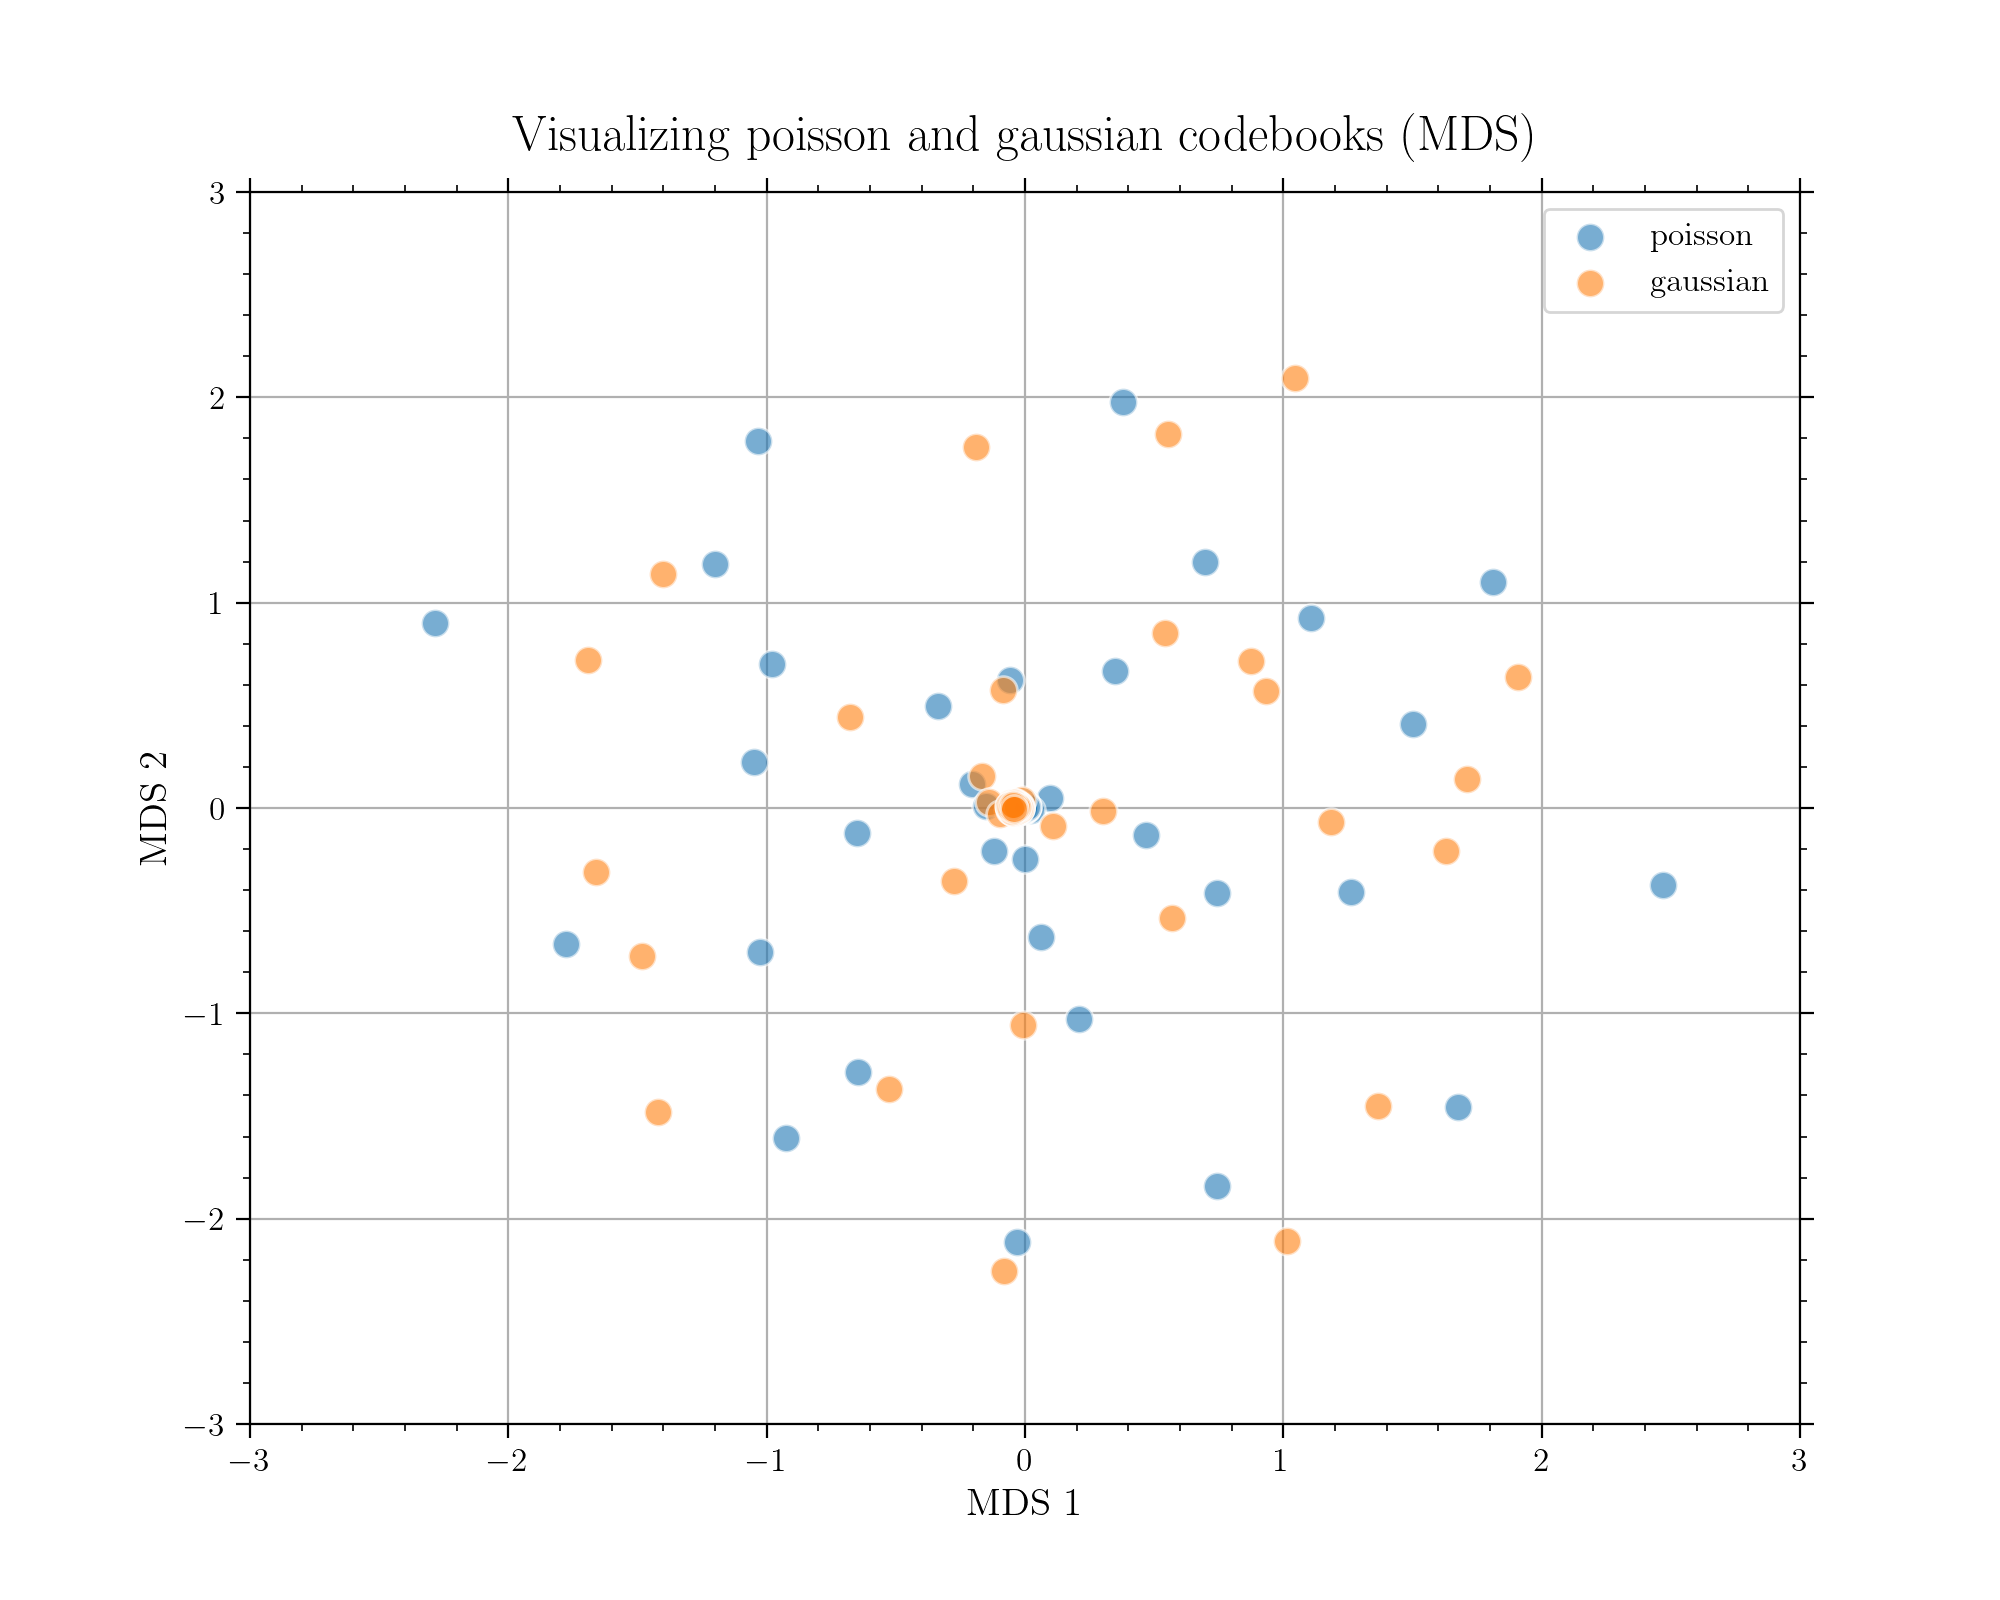 Visualizing poisson and gaussian codebooks (MDS)
poisson
gaussian
3
2
1
0
−1
−2
−3
MDS 2
−3 −2 −1 0 1 2 3
MDS 1